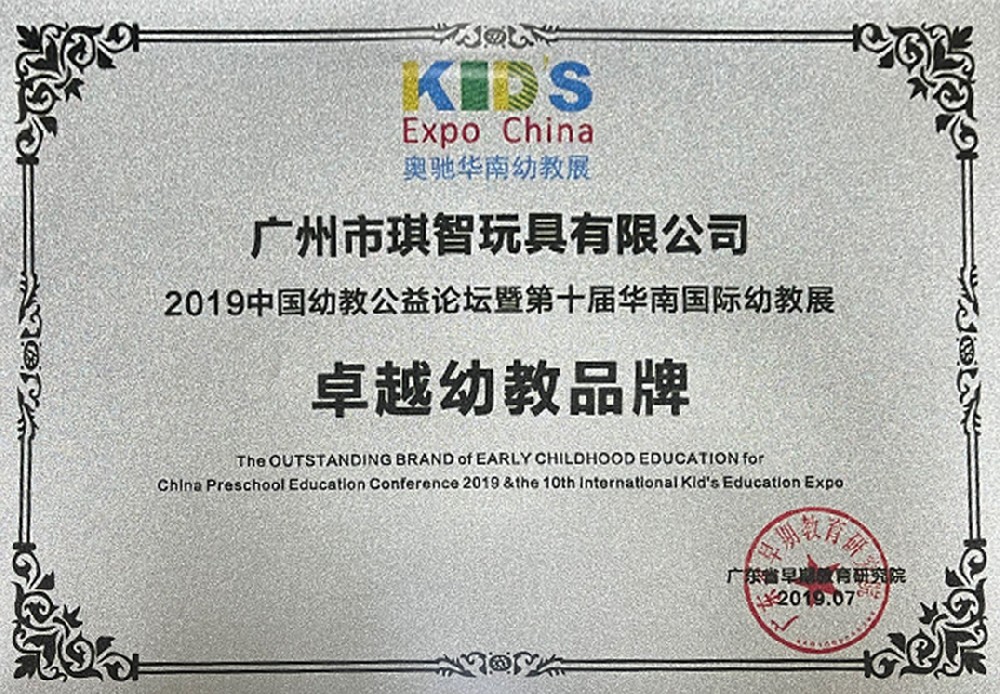 KID'S
Expo China
奥驰华南幼教展
广州市琪智玩具有限公司
2019中国幼教公益论坛暨第十届华南国际幼教展
卓越幼教品牌
The OUTSTANDING BRAND of EARLY CHILDHOOD EDUCATION for
China Preschool Education Conference 2019 &the 10th International Kid's Education Expo
广东省早期教育研究院
2019.07